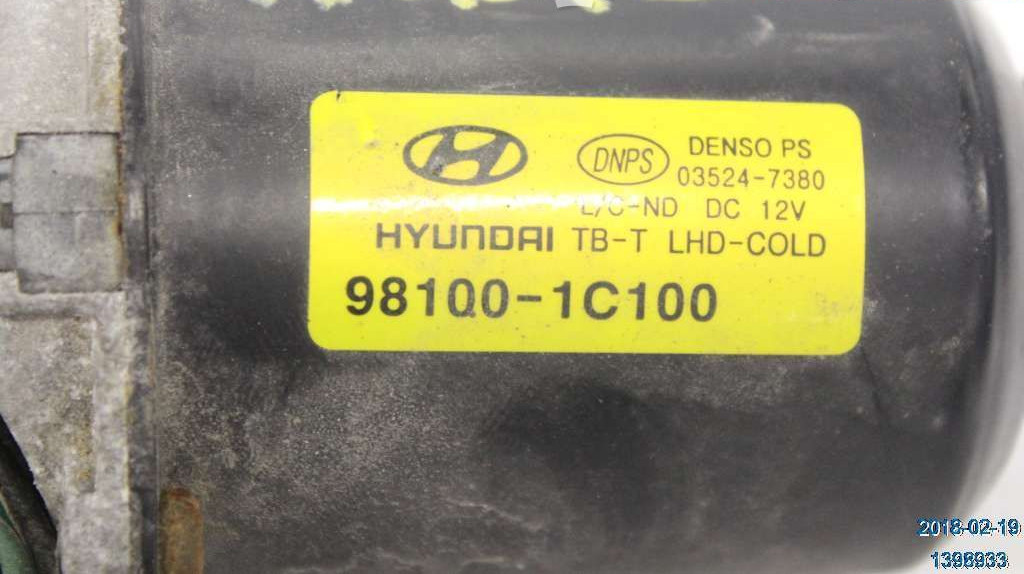 DNPS DENSO PS
03524-7380
L/C-ND DC 12V
HYUNDAI TB-T LHD-COLD
98100-1C100
2018-02-19
1396933